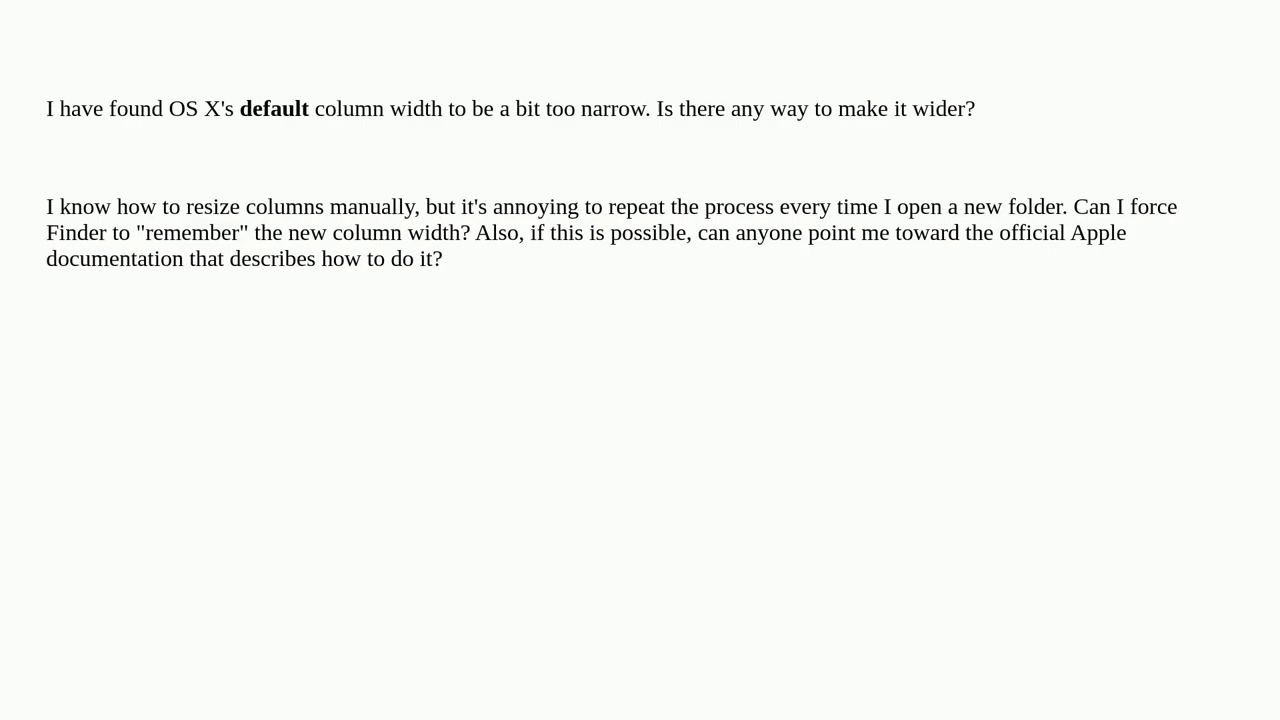 I have found OS X's default column width to be a bit too narrow. Is there any way to make it wider?
I know how to resize columns manually, but it's annoying to repeat the process every time I open a new folder. Can I force
Finder to "remember" the new column width? Also, if this is possible, can anyone point me toward the official Apple
documentation that describes how to do it?